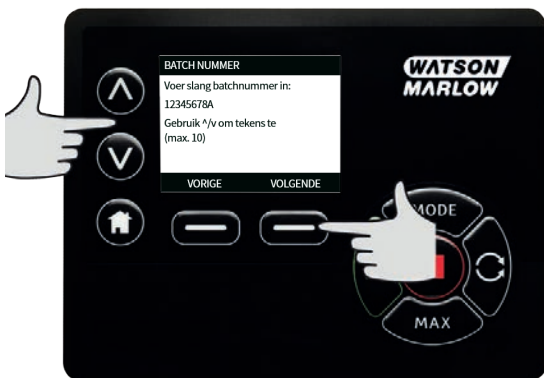 BATCH NUMMER
Voer slang batchnummer in:
12345678A
Gebruik ^/v om tekens te
(max. 10)
VORIGE VOLGENDE
WATSON
MARLOW
MODE
MAX